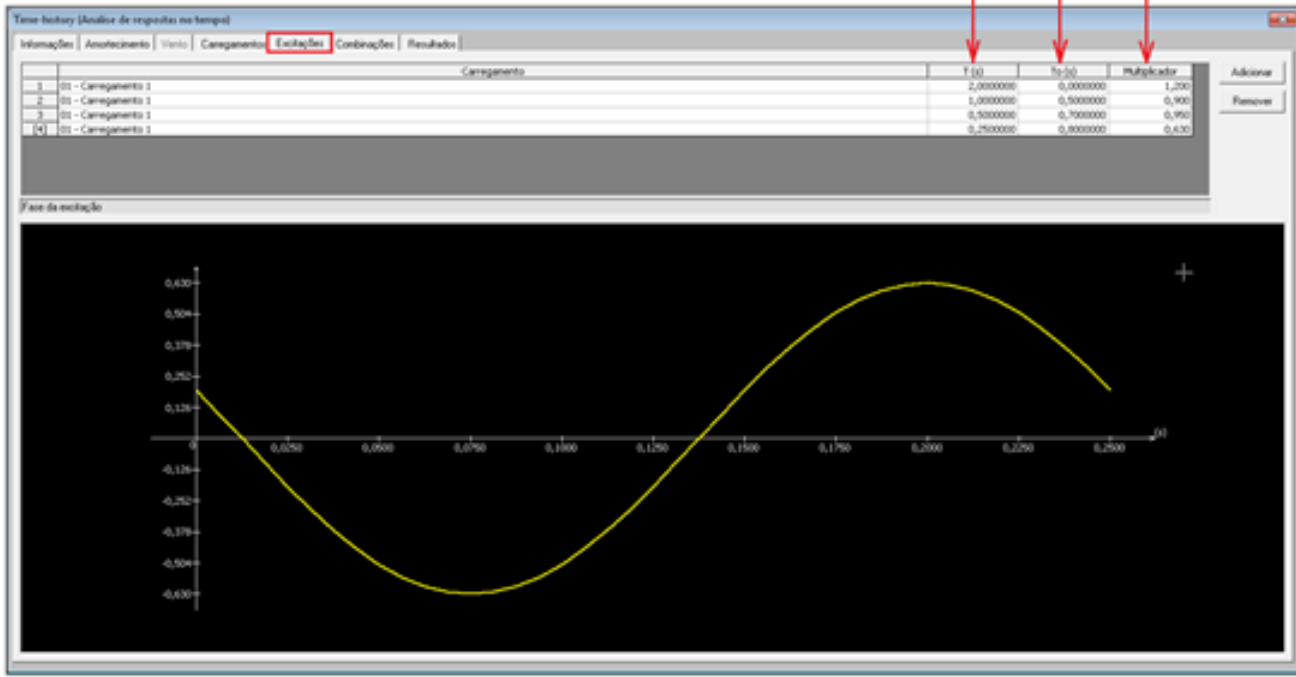 Time-history (Análise de respostas no tempo)
Informações Amortecimento Vento Carregamentos Excitações Combinações Resultados
Carregamento T (s) To (s) Multiplicador Adicionar
1 01 - Carregamento 1 2,0000000 0,0000000 1,200
2 01 - Carregamento 1 1,0000000 0,5000000 0,900 Remover
3 01 - Carregamento 1 0,5000000 0,7000000 0,950
[4] 01 - Carregamento 1 0,2500000 0,8000000 0,630
Fase da excitação
0,630
0,504
0,378
0,252
0,126
(s)
0 0,0250 0,0500 0,0750 0,1000 0,1250 0,1500 0,1750 0,2000 0,2250 0,2500
-0,126
-0,252
-0,378
-0,504
-0,630